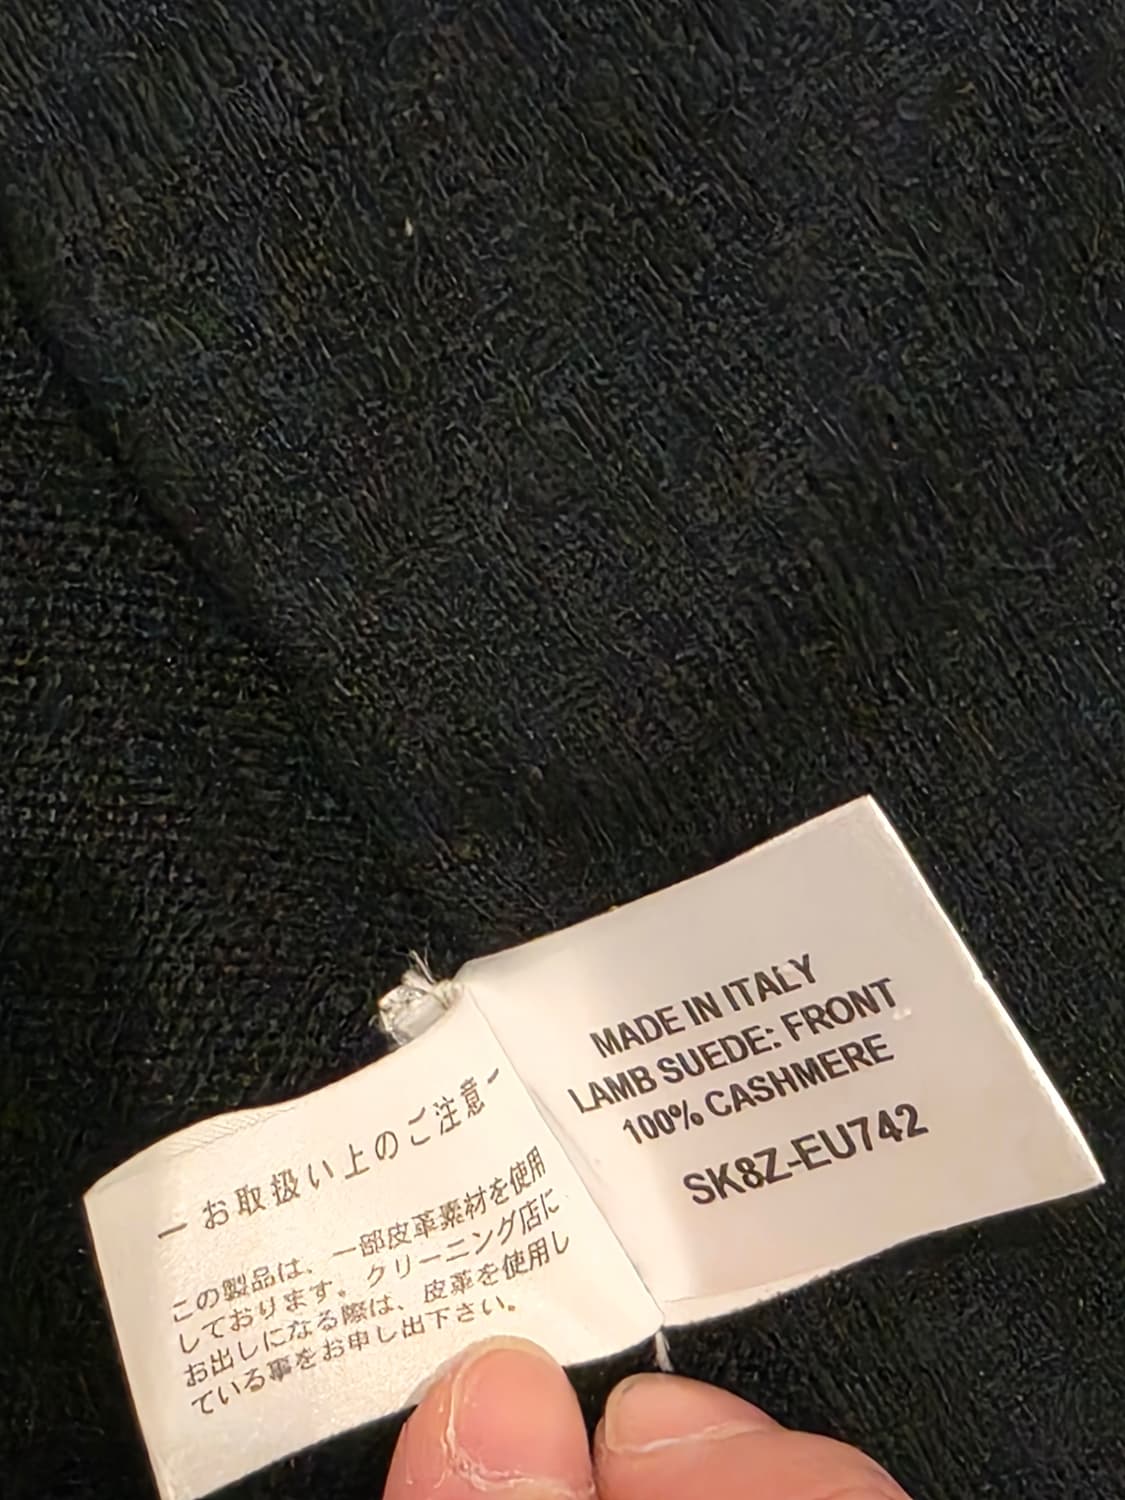 — お取扱い上のご注意 —
この製品は、一部皮革素材を使用
しております。クリーニング店に
お出しになる際は、皮革を使用し
ている事をお申し出下さい。
MADE IN ITALY
LAMB SUEDE: FRONT
100% CASHMERE
SK8Z-EU742